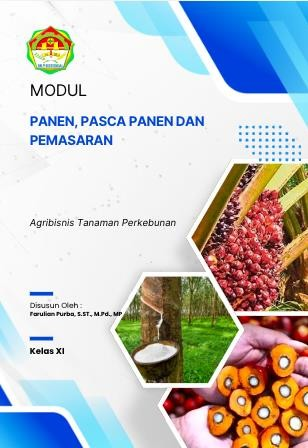 MODUL
PANEN, PASCA PANEN DAN
PEMASARAN
Agribisnis Tanaman Perkebunan
Disusun Oleh :
Farulian Purba, S.ST., M.Pd., MP
Kelas XI